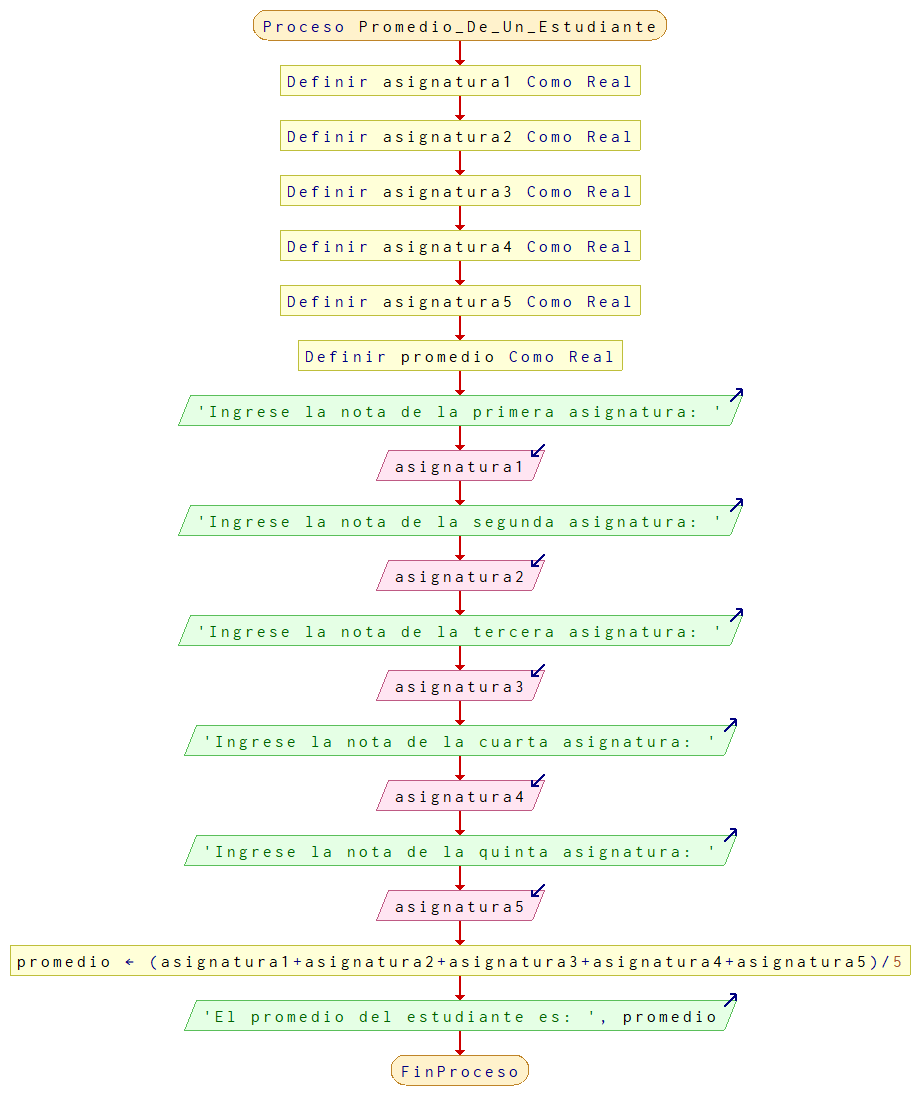 Proceso Promedio_De_Un_Estudiante
Definir asignatura1 Como Real
Definir asignatura2 Como Real
Definir asignatura3 Como Real
Definir asignatura4 Como Real
Definir asignatura5 Como Real
Definir promedio Como Real
'Ingrese la nota de la primera asignatura: '
asignatura1
'Ingrese la nota de la segunda asignatura: '
asignatura2
'Ingrese la nota de la tercera asignatura: '
asignatura3
'Ingrese la nota de la cuarta asignatura: '
asignatura4
'Ingrese la nota de la quinta asignatura: '
asignatura5
promedio ← (asignatura1+asignatura2+asignatura3+asignatura4+asignatura5)/5
'El promedio del estudiante es: ', promedio
FinProceso